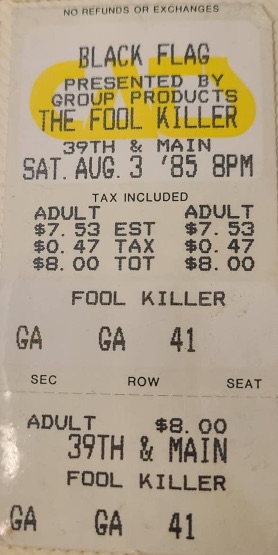 NO REFUNDS OR EXCHANGES
BLACK FLAG
PRESENTED BY
GROUP PRODUCTS
THE FOOL KILLER
39TH & MAIN
SAT. AUG. 3 '85 8PM
TAX INCLUDED
ADULT ADULT
$7.53 EST $7.53
$0.47 TAX $0.47
$8.00 TOT $8.00
FOOL KILLER
GA GA 41
SEC ROW SEAT
ADULT $8.00
39TH & MAIN
FOOL KILLER
GA GA 41